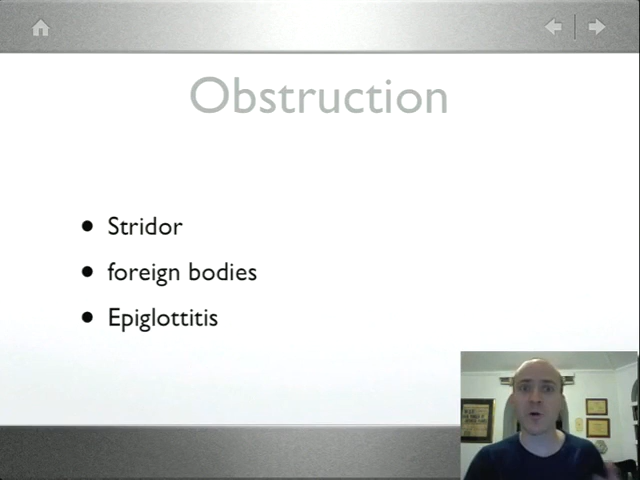 Obstruction
• Stridor
• foreign bodies
• Epiglottitis